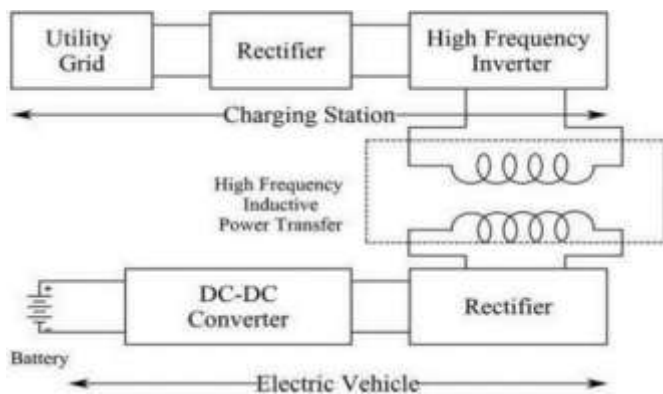 Utility
Grid
Rectifier
High Frequency
Inverter
Charging Station
High Frequency
Inductive
Power Transfer
DC-DC
Converter
Rectifier
Battery
Electric Vehicle